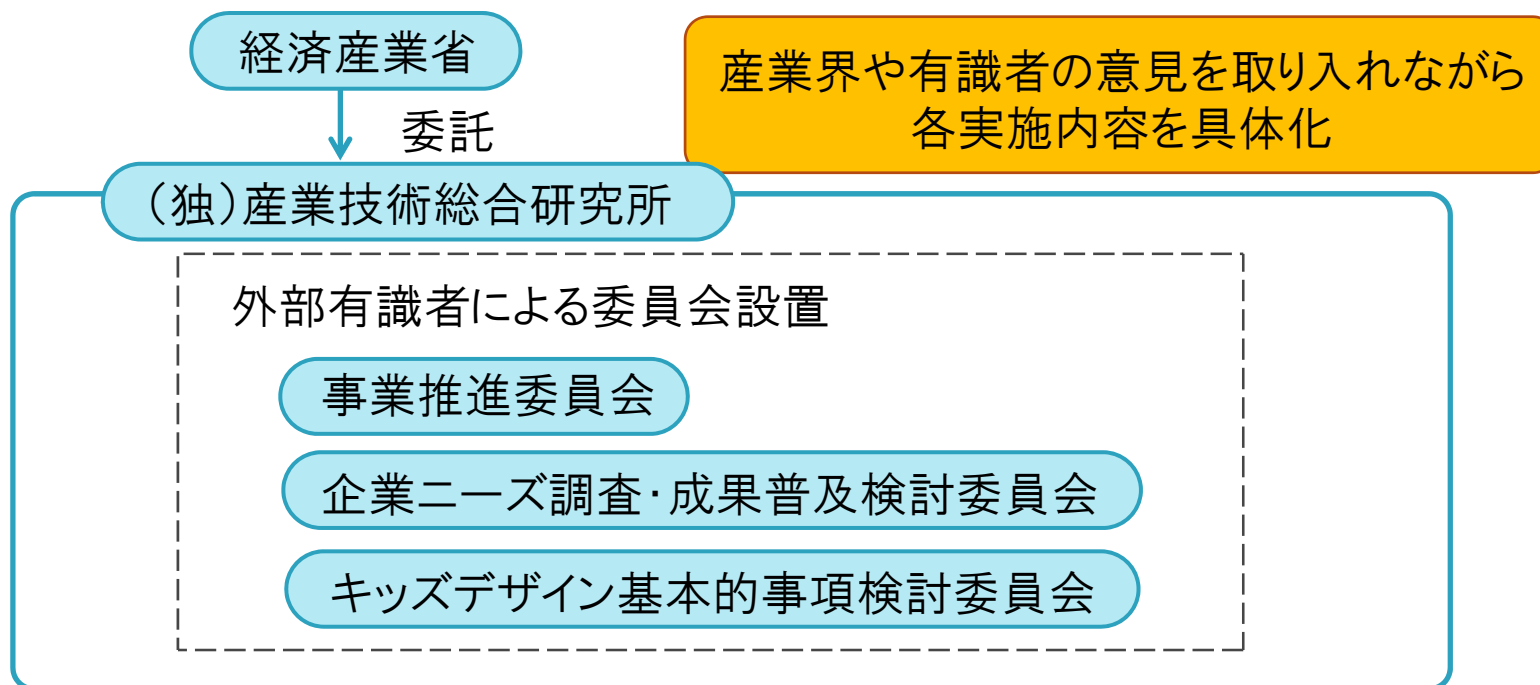 経済産業省
産業界や有識者の意見を取り入れながら
各実施内容を具体化
委託
（独）産業技術総合研究所
外部有識者による委員会設置
事業推進委員会
企業ニーズ調査・成果普及検討委員会
キッズデザイン基本的事項検討委員会